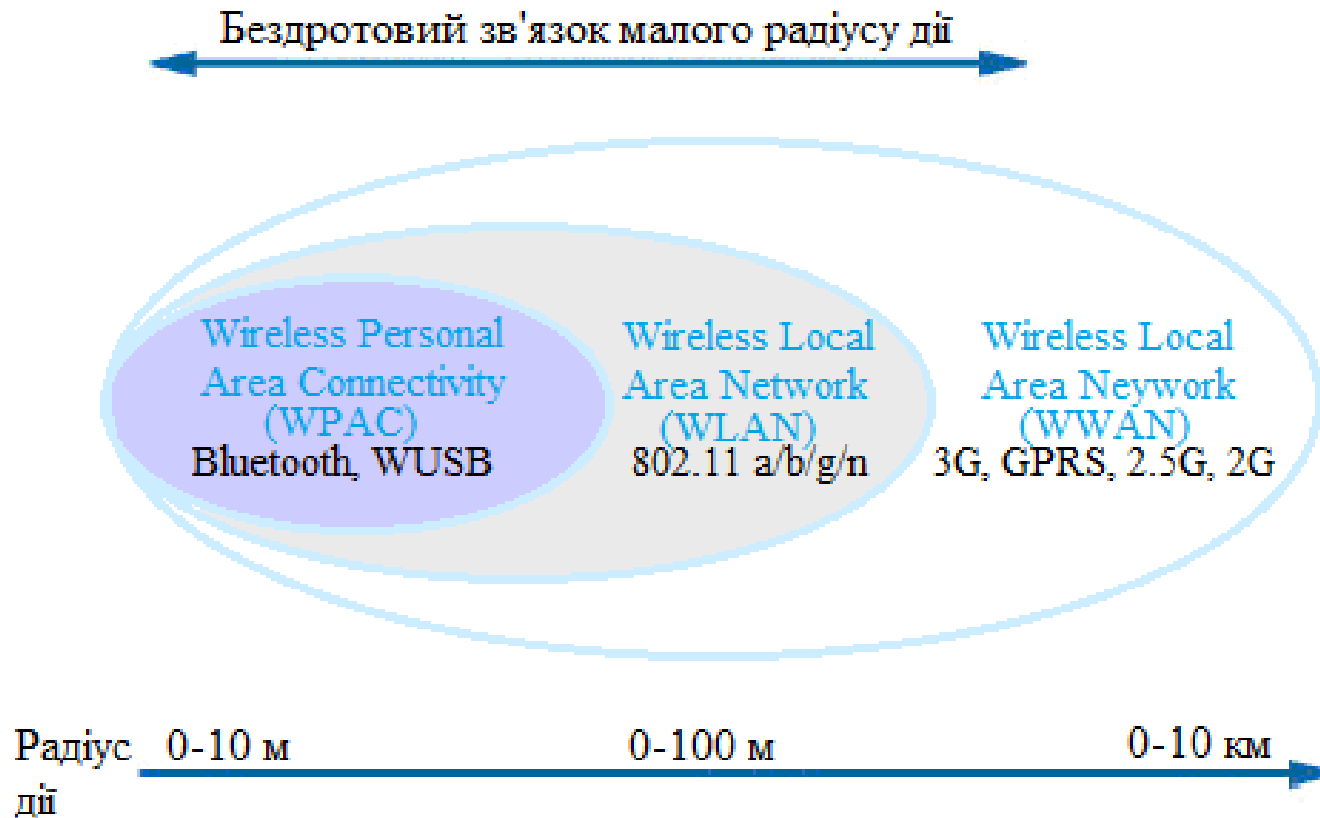 Бездротовий зв'язок малого радіусу дії
Wireless Personal
Area Connectivity
(WPAC)
Bluetooth, WUSB
Wireless Local
Area Network
(WLAN)
802.11 a/b/g/n
Wireless Local
Area Neywork
(WWAN)
3G, GPRS, 2.5G, 2G
Радіус
дії
0-10 м
0-100 м
0-10 км